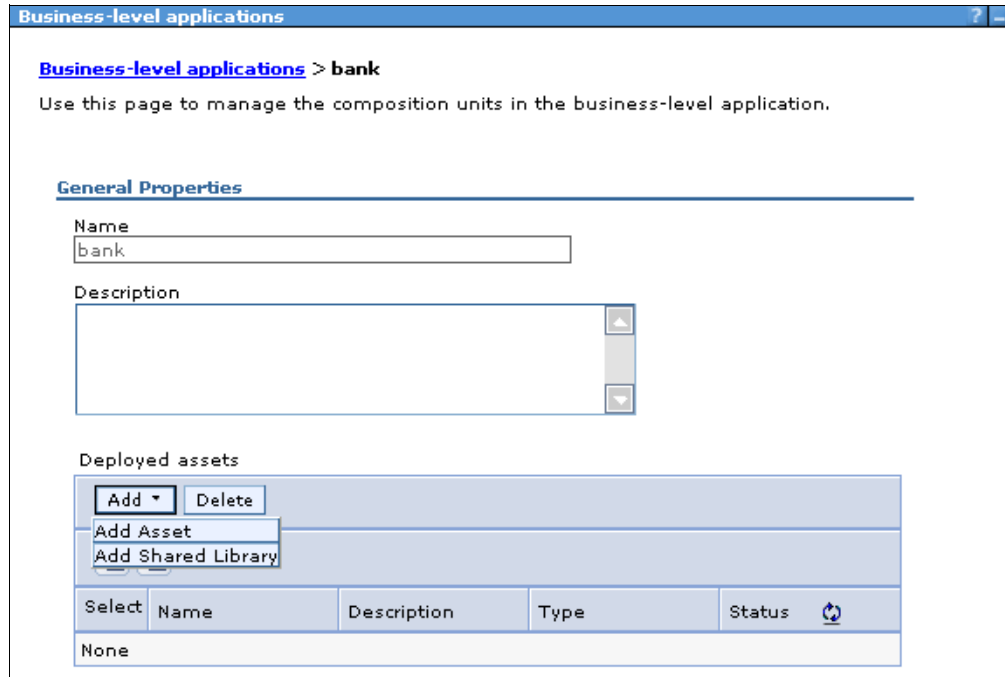 Business-level applications ? –
Business-level applications > bank
Use this page to manage the composition units in the business-level application.
General Properties
Name
bank
Description
Deployed assets
Add Delete
Add Asset
Add Shared Library
Select Name Description Type Status
None